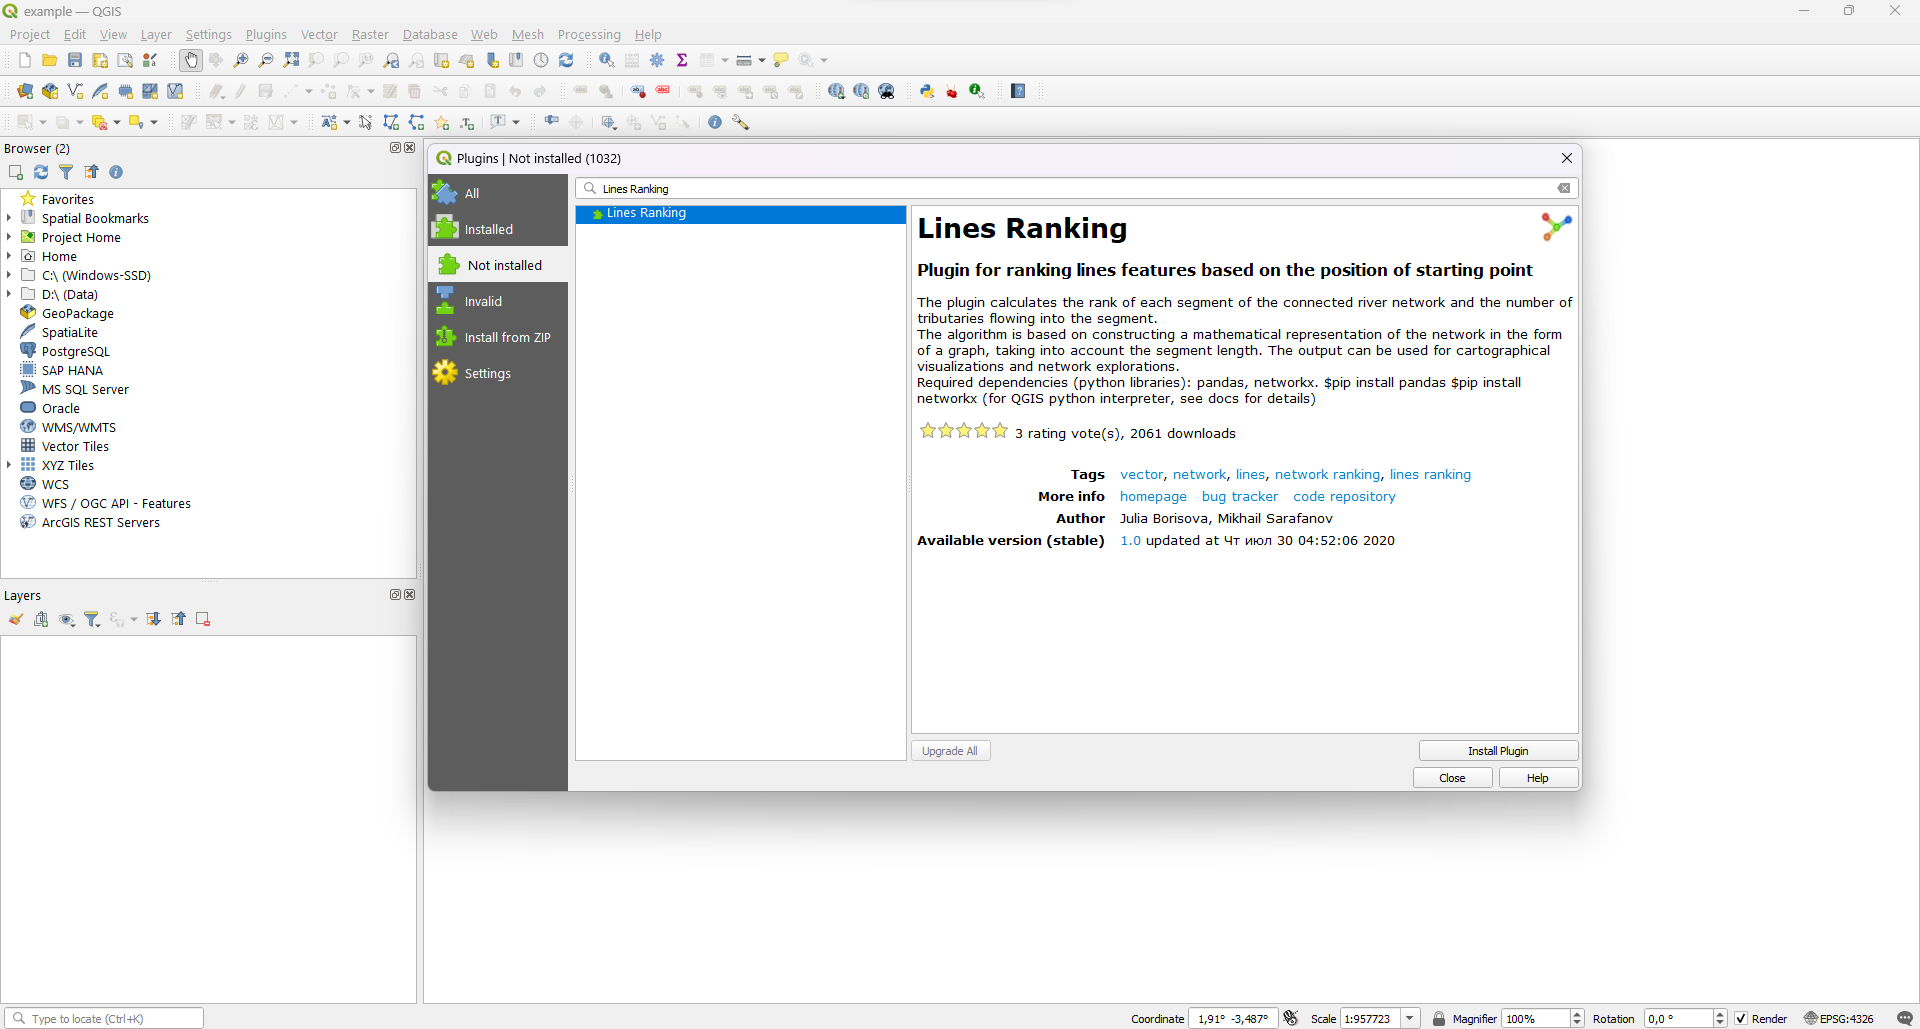 example — QGIS
Project Edit View Layer Settings Plugins Vector Raster Database Web Mesh Processing Help
Browser (2)
Favorites
Spatial Bookmarks
Project Home
Home
C:\ (Windows-SSD)
D:\ (Data)
GeoPackage
SpatiaLite
PostgreSQL
SAP HANA
MS SQL Server
Oracle
WMS/WMTS
Vector Tiles
XYZ Tiles
WCS
WFS / OGC API - Features
ArcGIS REST Servers
Layers
Plugins | Not installed (1032)
All
Installed
Not installed
Invalid
Install from ZIP
Settings
Lines Ranking
Lines Ranking
Lines Ranking
Plugin for ranking lines features based on the position of starting point
The plugin calculates the rank of each segment of the connected river network and the number of
tributaries flowing into the segment.
The algorithm is based on constructing a mathematical representation of the network in the form
of a graph, taking into account the segment length. The output can be used for cartographical
visualizations and network explorations.
Required dependencies (python libraries): pandas, networkx. $pip install pandas $pip install
networkx (for QGIS python interpreter, see docs for details)
3 rating vote(s), 2061 downloads
Tags vector, network, lines, network ranking, lines ranking
More info homepage bug tracker code repository
Author Julia Borisova, Mikhail Sarafanov
Available version (stable) 1.0 updated at Чт июл 30 04:52:06 2020
Upgrade All
Install Plugin
Close
Help
Type to locate (Ctrl+K)
Coordinate 1,91° -3,487° Scale 1:957723 Magnifier 100% Rotation 0,0 ° Render EPSG:4326